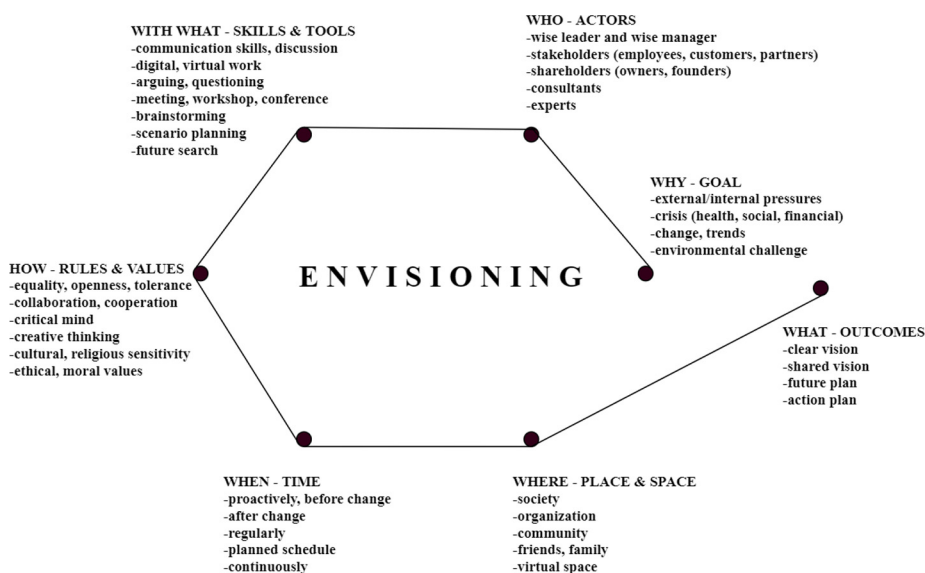 WITH WHAT - SKILLS & TOOLS
-communication skills, discussion
-digital, virtual work
-arguing, questioning
-meeting, workshop, conference
-brainstorming
-scenario planning
-future search
WHO - ACTORS
-wise leader and wise manager
-stakeholders (employees, customers, partners)
-shareholders (owners, founders)
-consultants
-experts
WHY - GOAL
-external/internal pressures
-crisis (health, social, financial)
-change, trends
-environmental challenge
HOW - RULES & VALUES
-equality, openness, tolerance
-collaboration, cooperation
-critical mind
-creative thinking
-cultural, religious sensitivity
-ethical, moral values
ENVISIONING
WHAT - OUTCOMES
-clear vision
-shared vision
-future plan
-action plan
WHEN - TIME
-proactively, before change
-after change
-regularly
-planned schedule
-continuously
WHERE - PLACE & SPACE
-society
-organization
-community
-friends, family
-virtual space